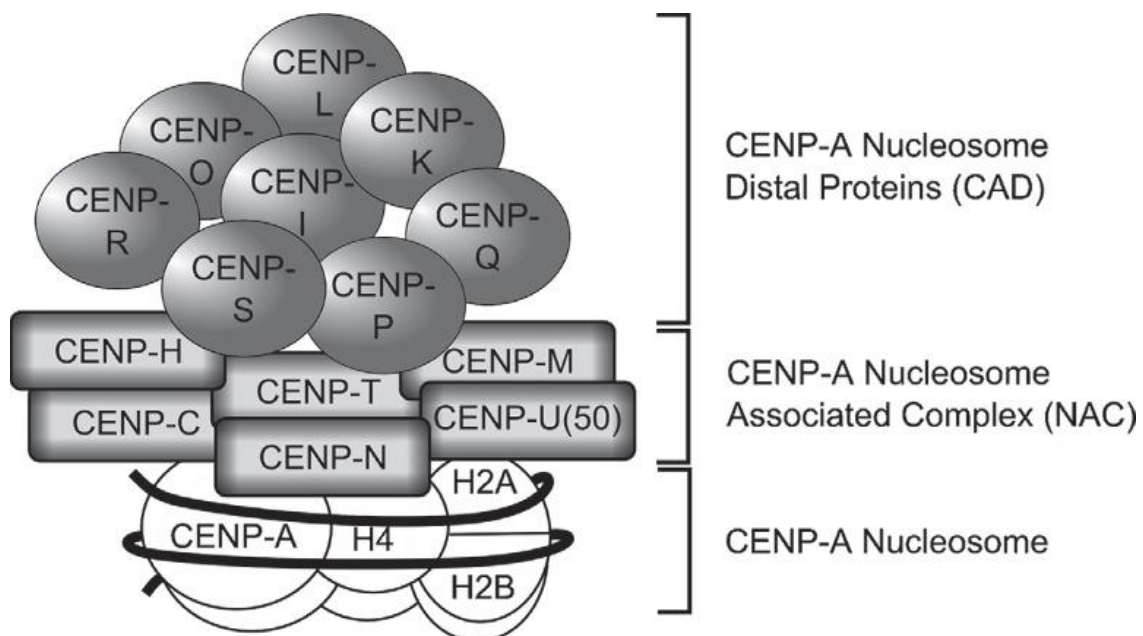 CENP-
L
CENP-
O
CENP-
K
CENP-
R
CENP-
I
CENP-
Q
CENP-
S
CENP-
P
CENP-A Nucleosome
Distal Proteins (CAD)
CENP-H
CENP-T
CENP-M
CENP-C
CENP-U(50)
CENP-N
CENP-A Nucleosome
Associated Complex (NAC)
H2A
CENP-A
H4
H2B
CENP-A Nucleosome